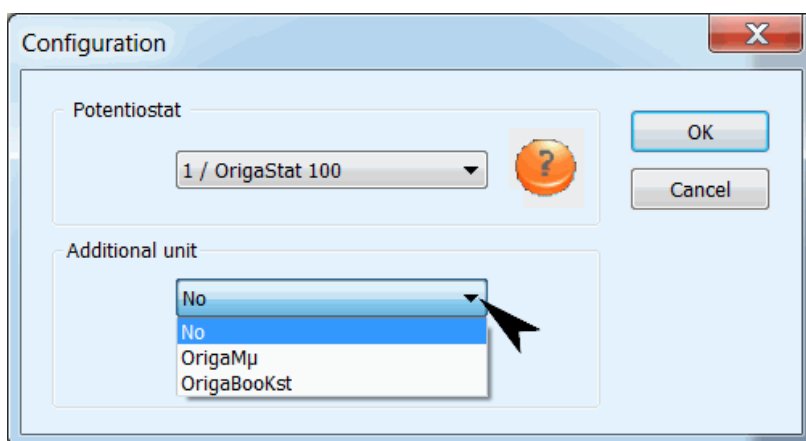 Configuration
X
Potentiostat
1 / OrigaStat 100
?
OK
Cancel
Additional unit
No
No
OrigaMµ
OrigaBooKst